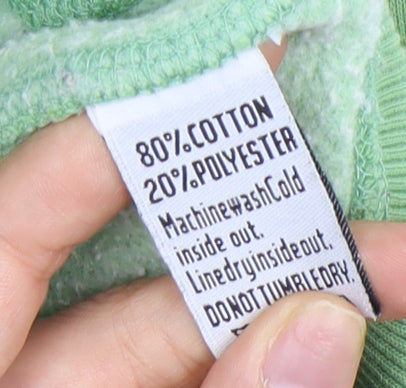 80%COTTON
20%POLYESTER
MachinewashCold
inside out,
Linedryinsideout,
DONOTTUMBLEDRY.